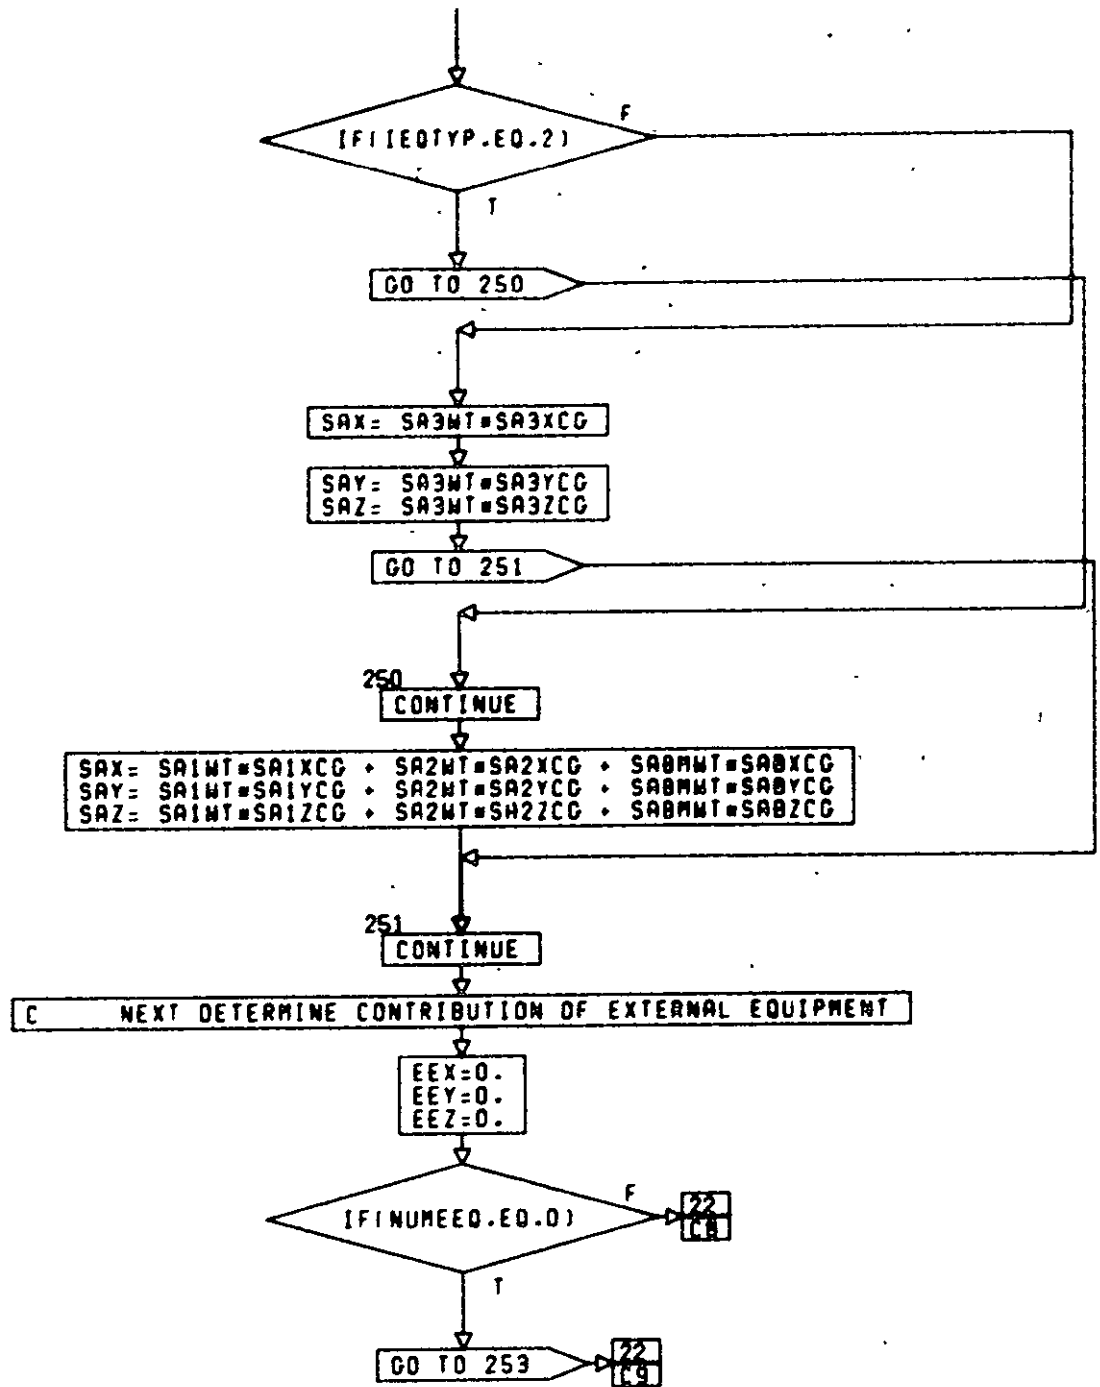 F
IF(IEQTYP.EQ.2)
T
GO TO 250
SAX= SA3WT*SA3XCG
SAY= SA3WT*SA3YCG
SAZ= SA3WT*SA3ZCG
GO TO 251
250
CONTINUE
SAX= SA1WT*SA1XCG + SA2WT*SA2XCG + SABMWT*SABXCG
SAY= SA1WT*SA1YCG + SA2WT*SA2YCG + SABMWT*SABYCG
SAZ= SA1WT*SA1ZCG + SA2WT*SA2ZCG + SABMWT*SABZCG
251
CONTINUE
C NEXT DETERMINE CONTRIBUTION OF EXTERNAL EQUIPMENT
EEX=0.
EEY=0.
EEZ=0.
F
IF(NUMEEQ.EQ.0)
22
C8
T
GO TO 253
22
C9